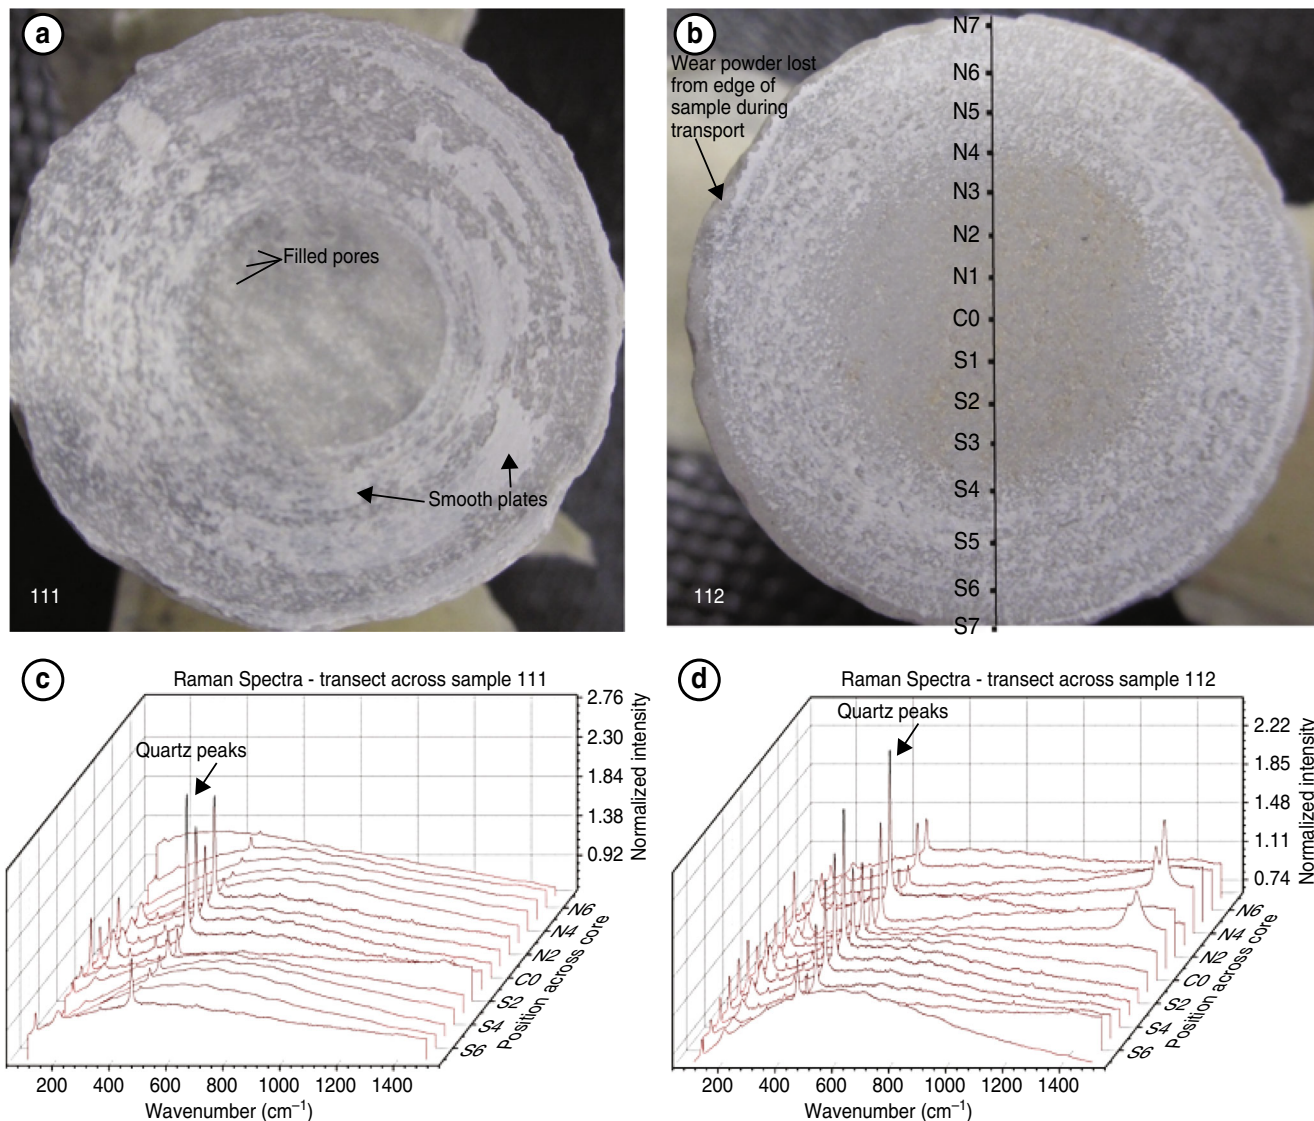 a
Filled pores
Smooth plates
111
b
Wear powder lost
from edge of
sample during
transport
N7
N6
N5
N4
N3
N2
N1
C0
S1
S2
S3
S4
S5
S6
S7
112
c
Raman Spectra - transect across sample 111
Quartz peaks
2.76
2.30
1.84
1.38
0.92
Normalized intensity
N6
N4
N2
C0
S2
S4
S6
Position across core
200 400 600 800 1000 1200 1400
Wavenumber (cm⁻¹)
d
Raman Spectra - transect across sample 112
Quartz peaks
2.22
1.85
1.48
1.11
0.74
Normalized intensity
N6
N4
N2
C0
S2
S4
S6
Position across core
200 400 600 800 1000 1200 1400
Wavenumber (cm⁻¹)